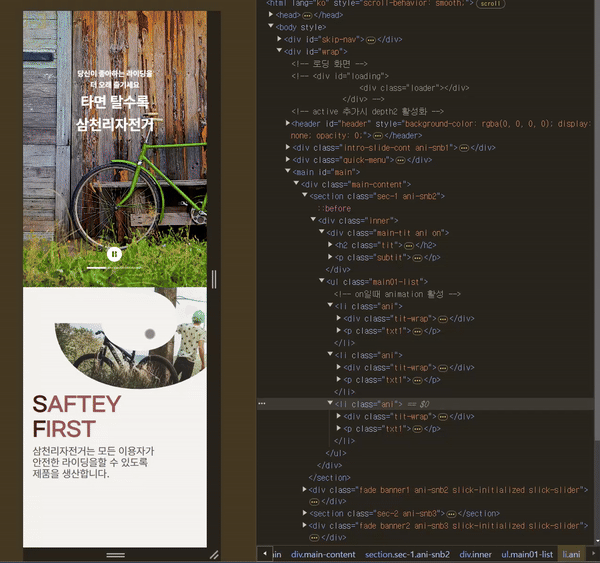 당신이 좋아하는 라이딩을
더 오래 즐기세요
타면 탈수록
삼천리자전거
SAFTEY
FIRST
삼천리자전거는 모든 이용자가
안전한 라이딩을할 수 있도록
제품을 생산합니다.
<html lang="ko" style="scroll-behavior: smooth;"> scroll
<head>…</head>
<body style>
<div id="skip-nav">…</div>
<div id="wrap">
<!-- 로딩 화면 -->
<!-- <div id="loading">
<div class="loader"></div>
</div> -->
<!-- active 추가시 depth2 활성화 -->
<header id="header" style="background-color: rgba(0, 0, 0, 0); display:
none; opacity: 0;">…</header>
<div class="intro-slide-cont ani-snb1">…</div>
<div class="quick-menu">…</div>
<main id="main">
<div class="main-content">
<section class="sec-1 ani-snb2">
::before
<div class="inner">
<div class="main-tit ani on">
<h2 class="tit">…</h2>
<p class="subtit">…</p>
</div>
<ul class="main01-list">
<!-- on일때 animation 활성 -->
<li class="ani">
<div class="tit-wrap">…</div>
<p class="txt1">…</p>
</li>
<li class="ani">
<div class="tit-wrap">…</div>
<p class="txt1">…</p>
</li>
<li class="ani"> == $0
<div class="tit-wrap">…</div>
<p class="txt1">…</p>
</li>
</ul>
</div>
</section>
<div class="fade banner1 ani-snb2 slick-initialized slick-slider">
…</div>
<section class="sec-2 ani-snb3">…</section>
<div class="fade banner2 ani-snb3 slick-initialized slick-slider">
…</div>
in div.main-content section.sec-1.ani-snb2 div.inner ul.main01-list li.ani